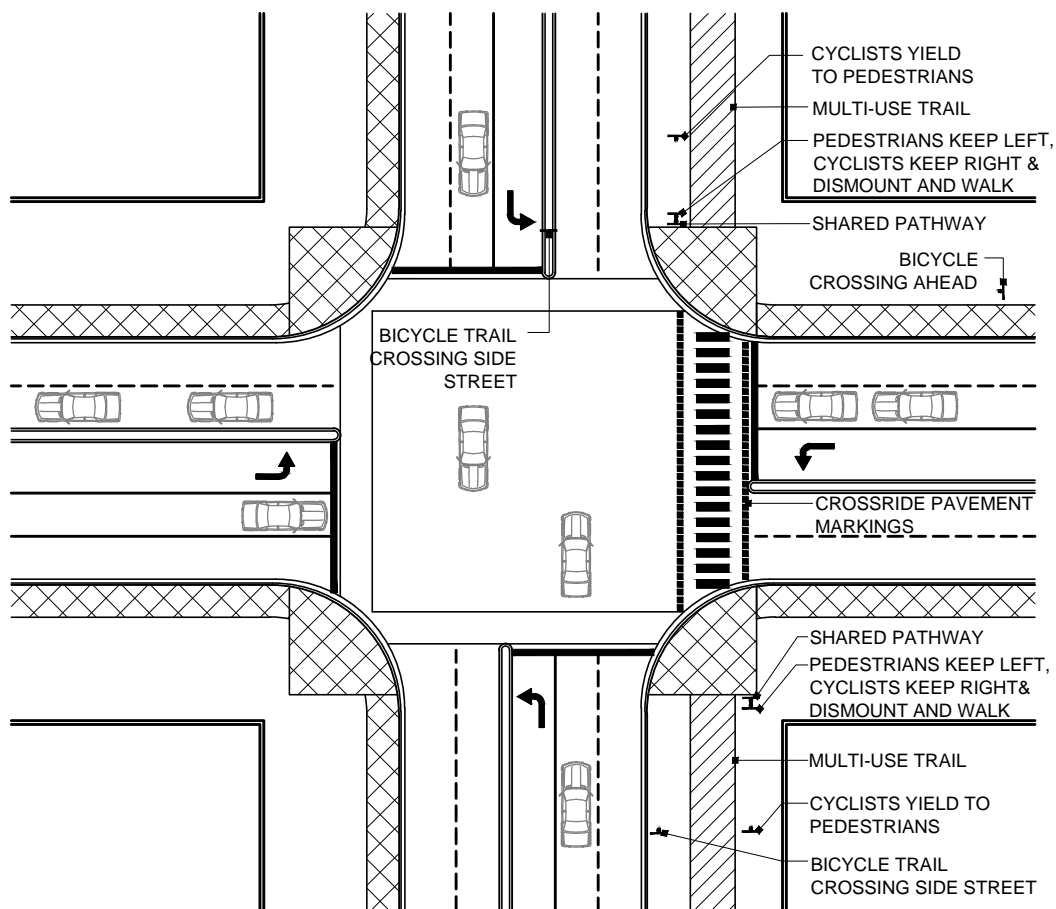 CYCLISTS YIELD
TO PEDESTRIANS
MULTI-USE TRAIL
PEDESTRIANS KEEP LEFT,
CYCLISTS KEEP RIGHT &
DISMOUNT AND WALK
SHARED PATHWAY
BICYCLE
CROSSING AHEAD
BICYCLE TRAIL
CROSSING SIDE
STREET
CROSSRIDE PAVEMENT
MARKINGS
SHARED PATHWAY
PEDESTRIANS KEEP LEFT,
CYCLISTS KEEP RIGHT&
DISMOUNT AND WALK
MULTI-USE TRAIL
CYCLISTS YIELD TO
PEDESTRIANS
BICYCLE TRAIL
CROSSING SIDE STREET